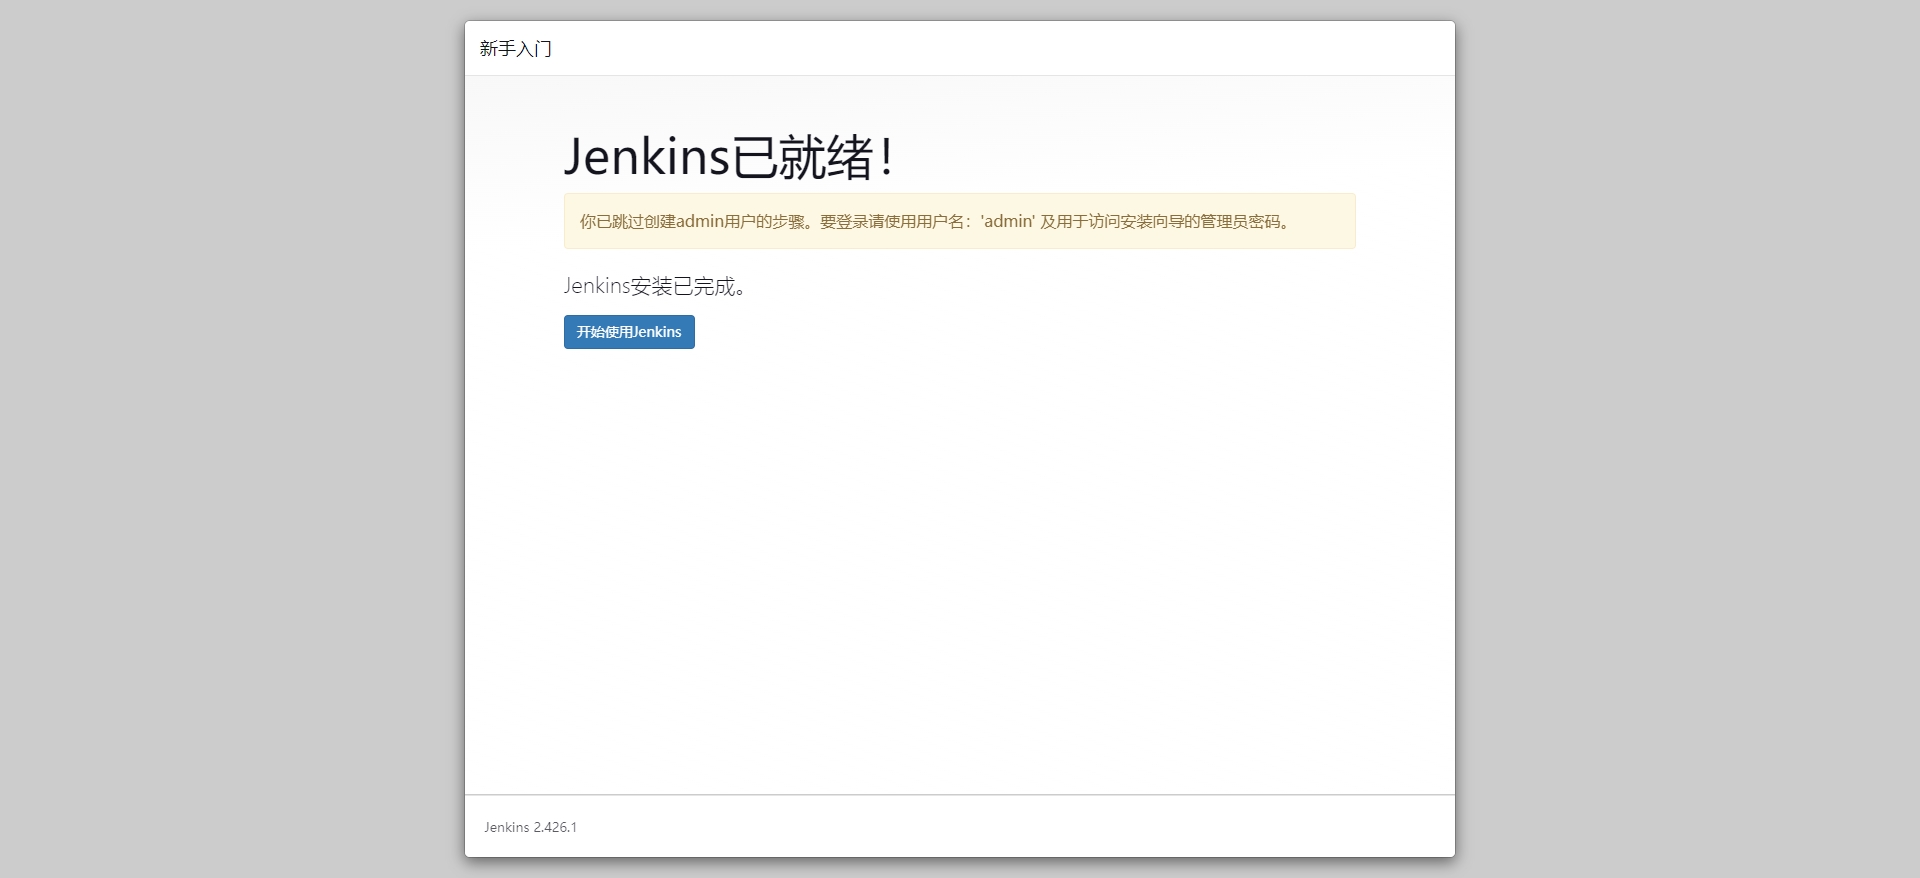 新手入门
Jenkins已就绪！
你已跳过创建admin用户的步骤。要登录请使用用户名：'admin' 及用于访问安装向导的管理员密码。
Jenkins安装已完成。
开始使用Jenkins
Jenkins 2.426.1